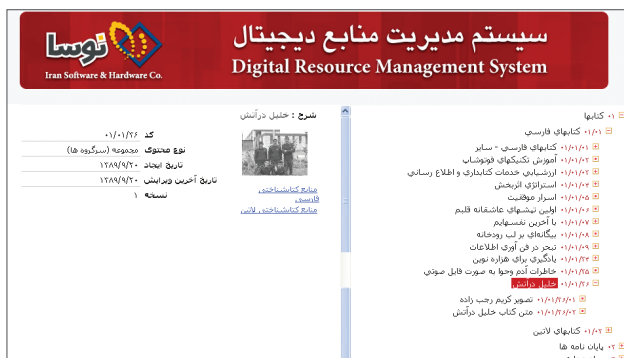 سیستم مدیریت منابع دیجیتال
Digital Resource Management System
نوسا
Iran Software & Hardware Co.
۰۱ کتابها
۰۱/۰۱ کتابهای فارسی
۰۱/۰۱/۰۱ کتابهای فارسی - سایر
۰۱/۰۱/۰۲ آموزش تکنیکهای فوتوشاپ
۰۱/۰۱/۰۳ ارزشیابی خدمات کتابداری و اطلاع رسانی
۰۱/۰۱/۰۴ استراتژی اثربخش
۰۱/۰۱/۰۵ اسرار موفقیت
۰۱/۰۱/۰۶ اولین تپشهای عاشقانه قلبم
۰۱/۰۱/۰۷ با آخرین نفسهایم
۰۱/۰۱/۰۸ بیگانه‌ای بر لب رودخانه
۰۱/۰۱/۰۹ تبحر در فن آوری اطلاعات
۰۱/۰۱/۲۴ یادگیری برای هزاره نوین
۰۱/۰۱/۲۵ خاطرات آدم وحوا به صورت فایل صوتی
۰۱/۰۱/۲۶ خلیل درآتش
۰۱/۰۱/۲۶/۰۱ تصویر کریم رجب زاده
۰۱/۰۱/۲۶/۰۲ متن کتاب خلیل درآتش
۰۱/۰۲ کتابهای لاتین
۰۲ پایان نامه ها
شرح : خلیل درآتش
منابع کتابشناختی فارسی
منابع کتابشناختی لاتین
کد ۰۱/۰۱/۲۶
نوع محتوی مجموعه (سرگروه ها)
تاریخ ایجاد ۱۳۸۹/۹/۲۰
تاریخ آخرین ویرایش ۱۳۸۹/۹/۲۰
نسخه ۱